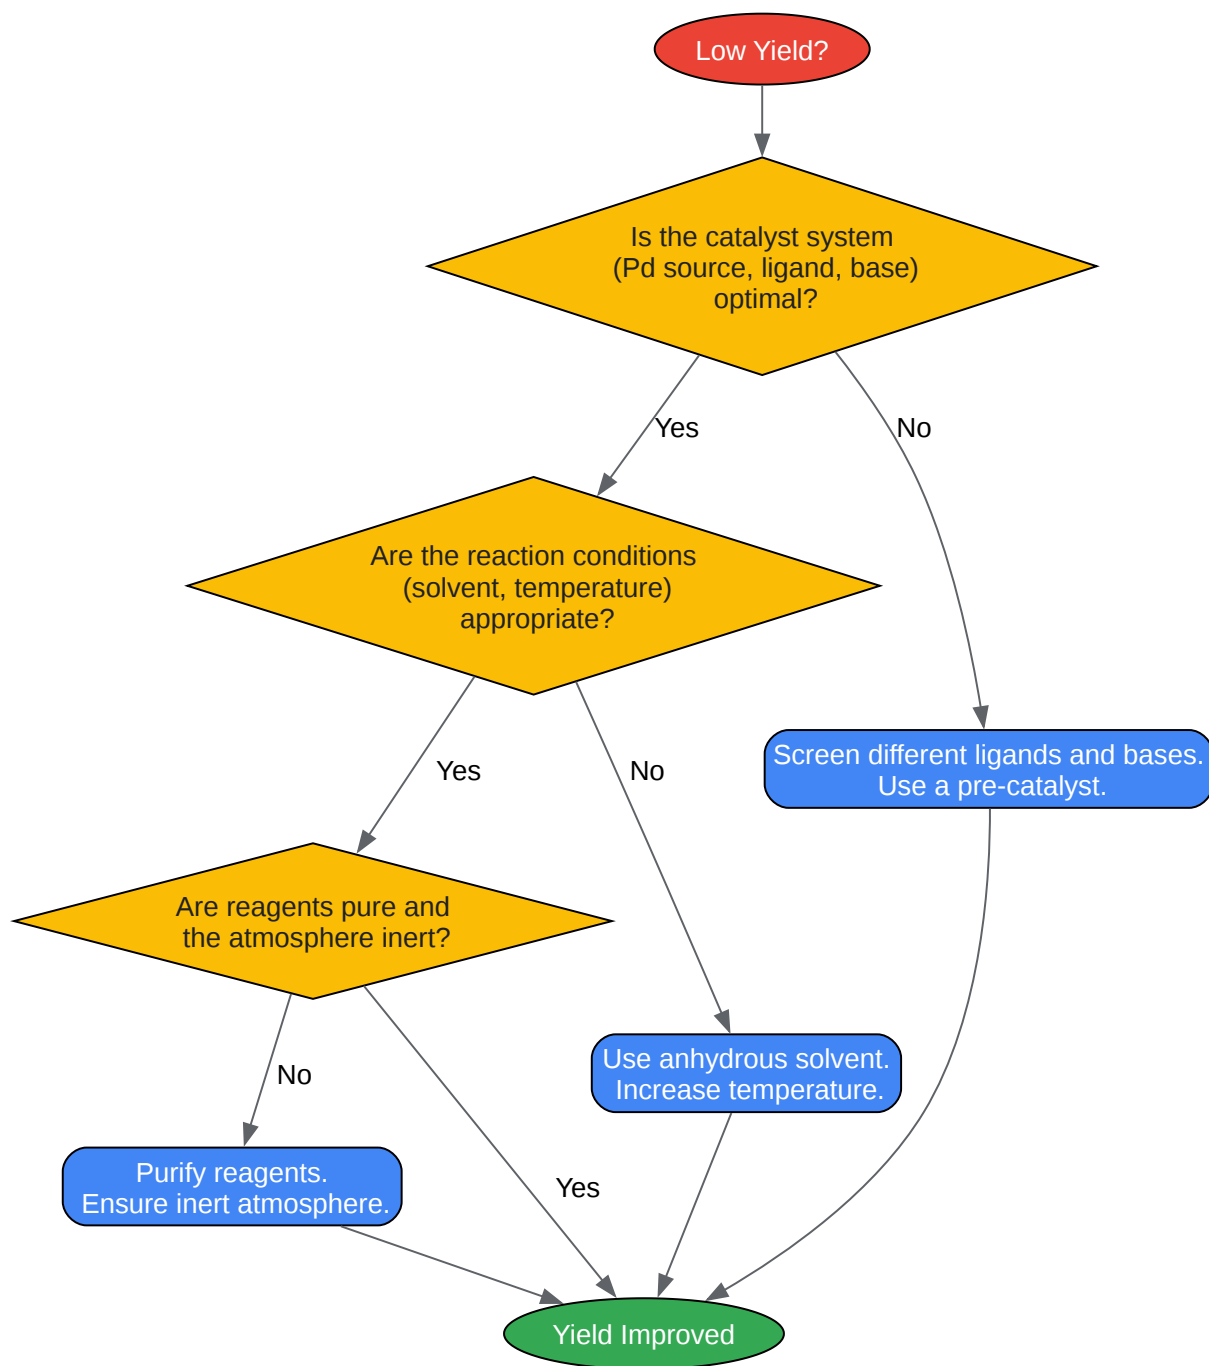 Low Yield?
Is the catalyst system
(Pd source, ligand, base)
optimal?
Yes
No
Are the reaction conditions
(solvent, temperature)
appropriate?
Yes
No
Screen different ligands and bases.
Use a pre-catalyst.
Are reagents pure and
the atmosphere inert?
No
Use anhydrous solvent.
Increase temperature.
Purify reagents.
Ensure inert atmosphere.
Yes
Yield Improved